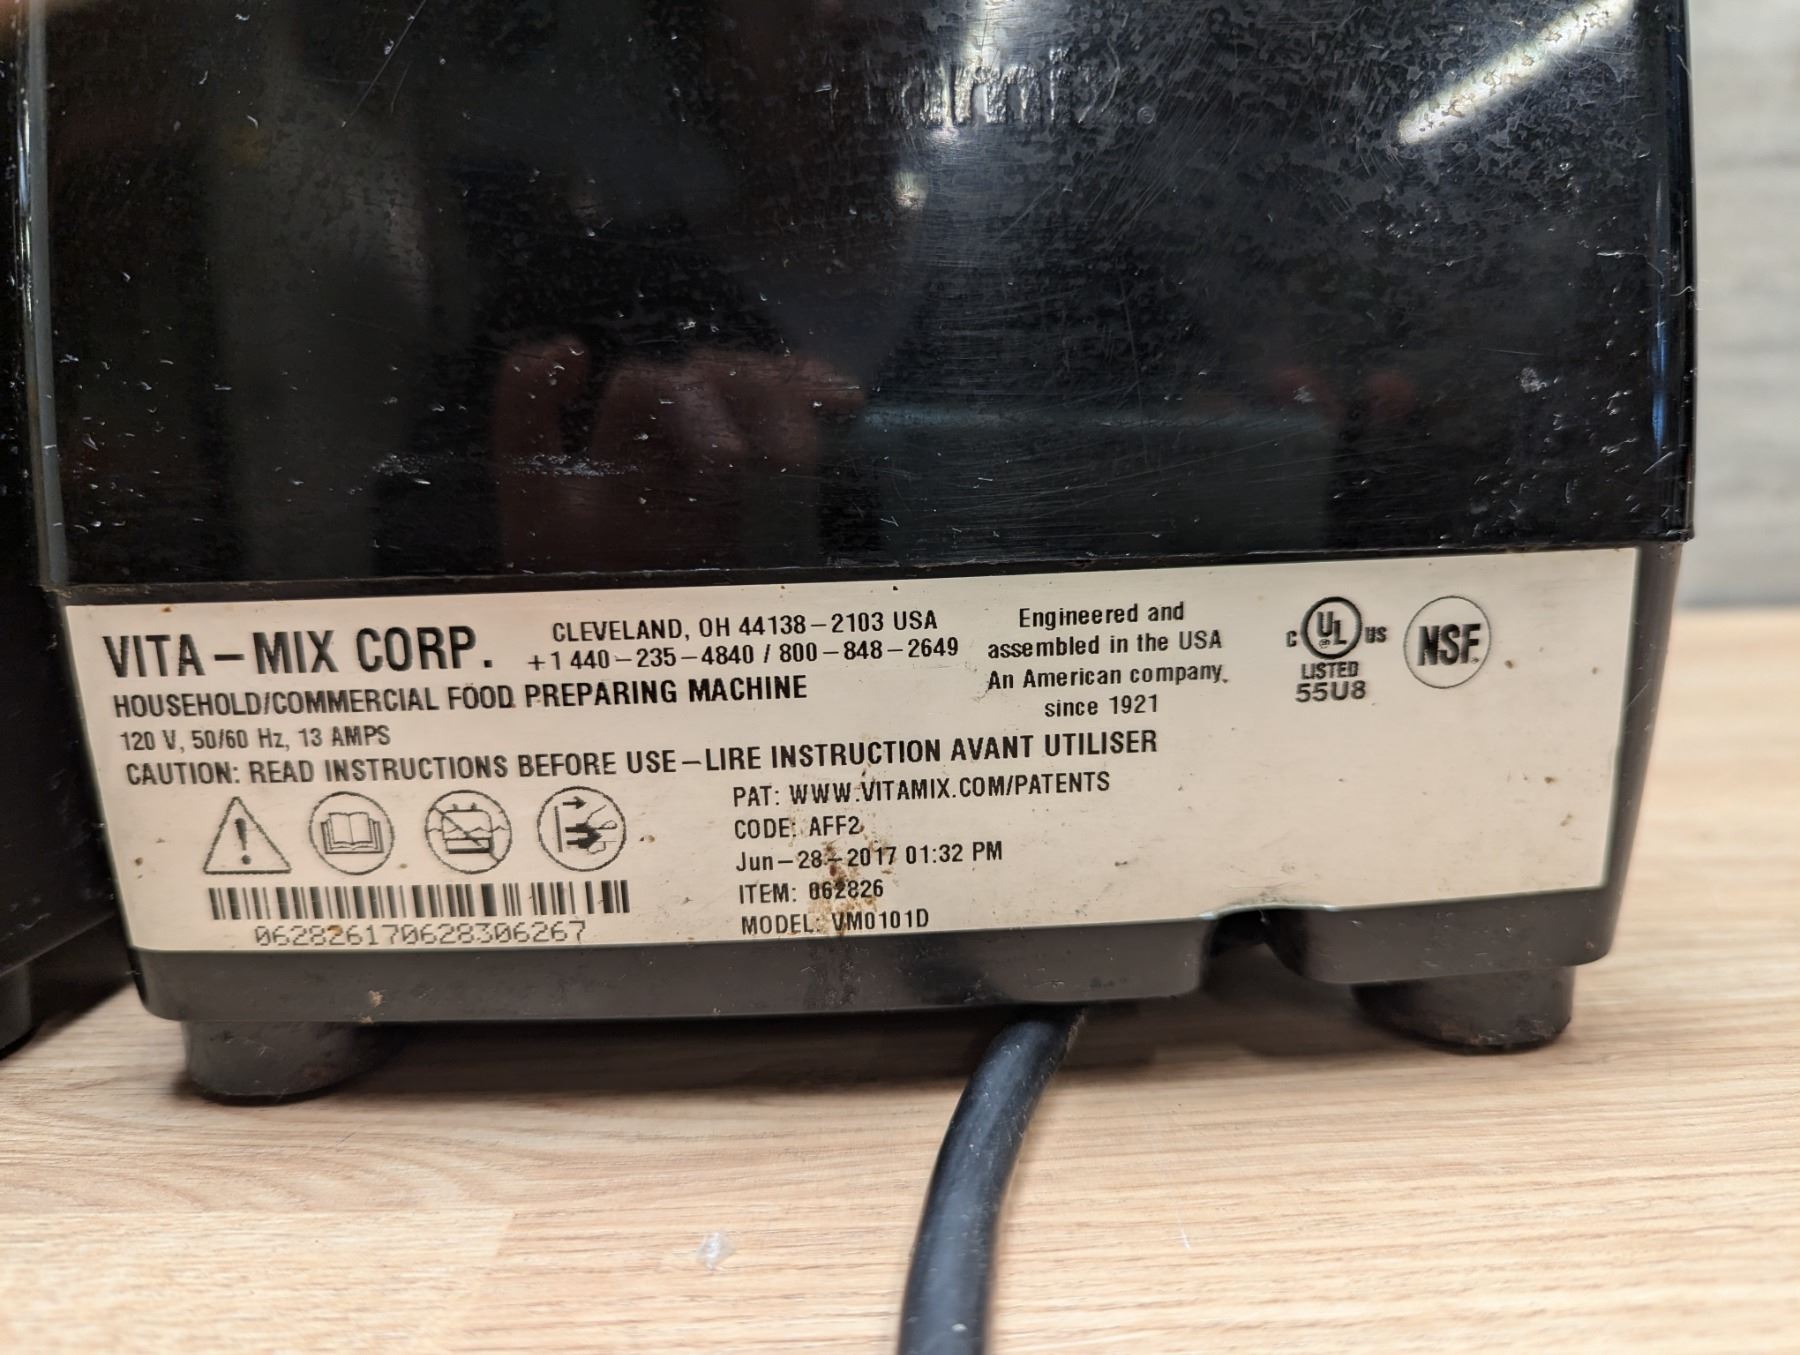 VITA-MIX CORP.
CLEVELAND, OH 44138-2103 USA
+1 440-235-4840 / 800-848-2649
HOUSEHOLD/COMMERCIAL FOOD PREPARING MACHINE
120 V, 50/60 Hz, 13 AMPS
CAUTION: READ INSTRUCTIONS BEFORE USE-LIRE INSTRUCTION AVANT UTILISER
Engineered and
assembled in the USA
An American company,
since 1921
C UL® US
LISTED
55U8
NSF
PAT: WWW.VITAMIX.COM/PATENTS
CODE: AFF2
Jun-28-2017 01:32 PM
ITEM: 062826
MODEL: VM0101D
062826170628306267